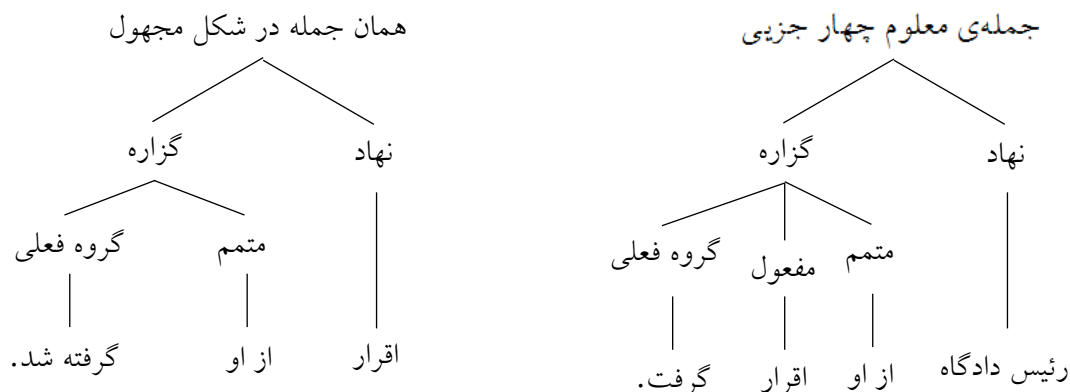 جمله‌ی معلوم چهار جزیی
همان جمله در شکل مجهول
نهاد گزاره
نهاد گزاره
متمم مفعول گروه فعلی
متمم گروه فعلی
رئیس دادگاه از او اقرار گرفت.
اقرار از او گرفته شد.